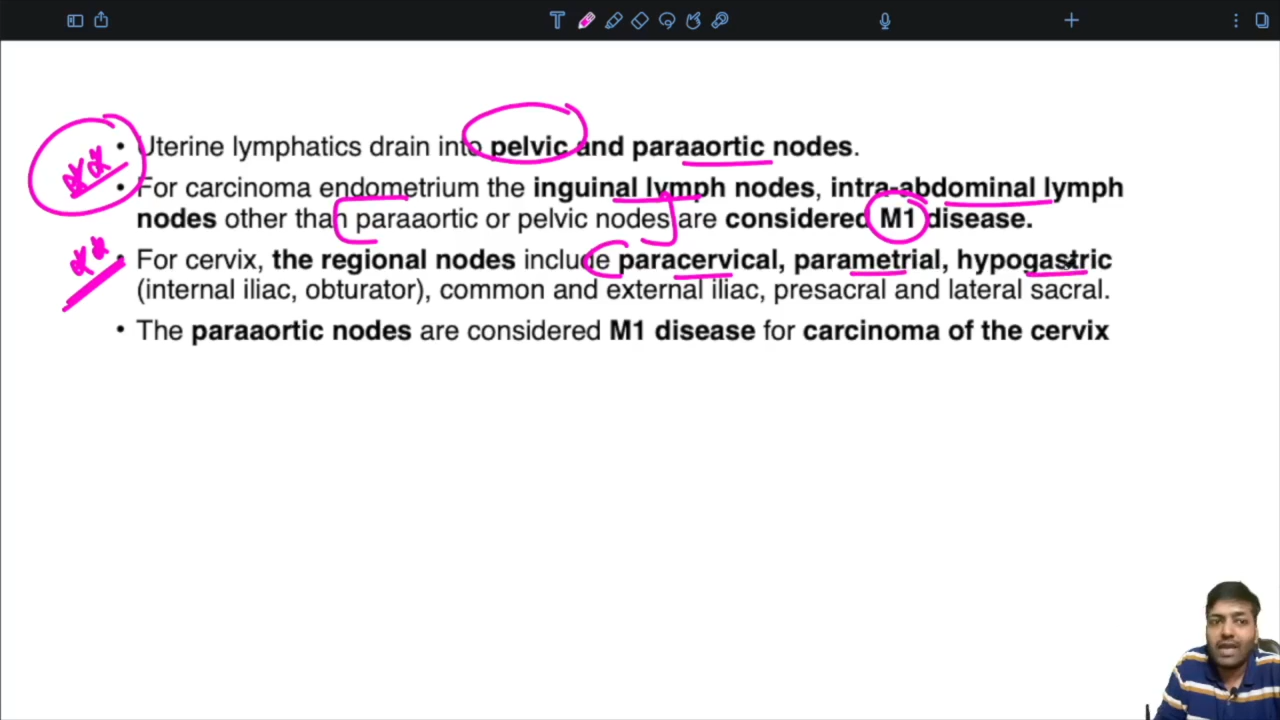 • Uterine lymphatics drain into pelvic and paraaortic nodes.
• For carcinoma endometrium the inguinal lymph nodes, intra-abdominal lymph
nodes other than paraaortic or pelvic nodes are considered M1 disease.
• For cervix, the regional nodes include paracervical, parametrial, hypogastric
(internal iliac, obturator), common and external iliac, presacral and lateral sacral.
• The paraaortic nodes are considered M1 disease for carcinoma of the cervix